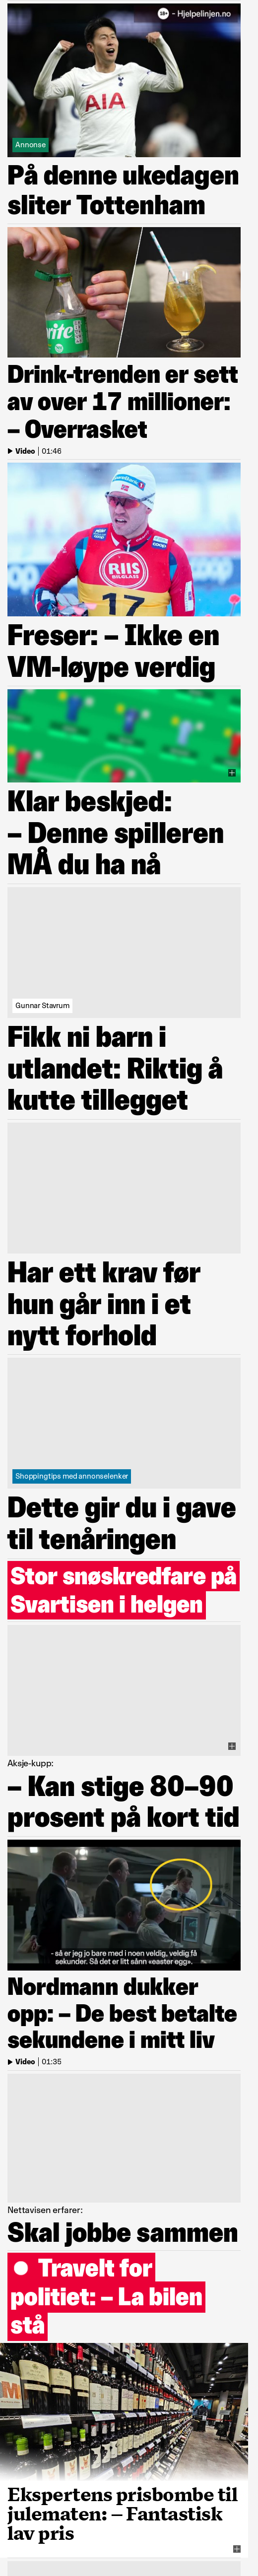 18+ - Hjelpelinjen.no
AIA
Annonse
På denne ukedagen
sliter Tottenham
Sprite
Drink-trenden er sett
av over 17 millioner:
– Overrasket
Video | 01:46
RIIS
BILGLASS
17
Freser: – Ikke en
VM-løype verdig
Klar beskjed:
– Denne spilleren
MÅ du ha nå
Gunnar Stavrum
Fikk ni barn i
utlandet: Riktig å
kutte tillegget
Har ett krav før
hun går inn i et
nytt forhold
Shoppingtips med annonselenker
Dette gir du i gave
til tenåringen
Stor snøskredfare på
Svartisen i helgen
Aksje-kupp:
– Kan stige 80–90
prosent på kort tid
- så er jeg jo bare med i noen veldig, veldig få
sekunder. Så det er litt sånn «easter egg».
Nordmann dukker
opp: – De best betalte
sekundene i mitt liv
Video | 01:35
Nettavisen erfarer:
Skal jobbe sammen
Travelt for
politiet: – La bilen
stå
Ekspertens prisbombe til
julematen: – Fantastisk
lav pris